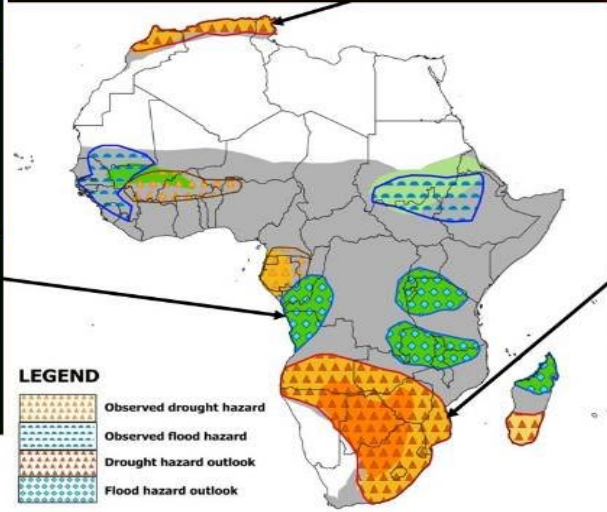 LEGEND
Observed drought hazard
Observed flood hazard
Drought hazard outlook
Flood hazard outlook